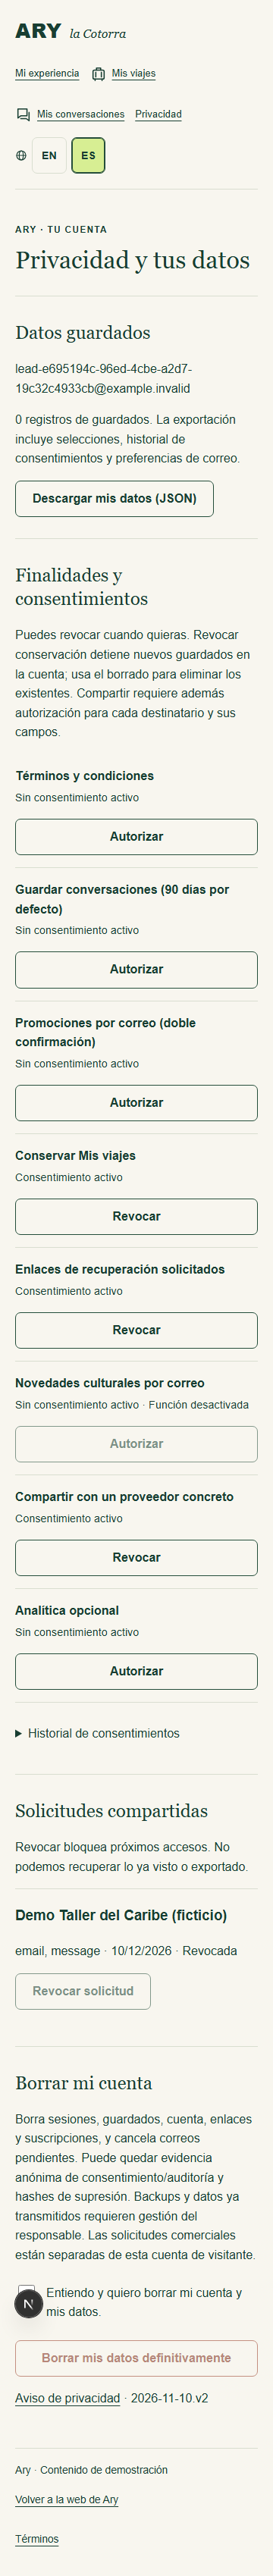 ARY la Cotorra
Mi experiencia Mis viajes
Mis conversaciones Privacidad
EN ES
ARY · TU CUENTA
Privacidad y tus datos
Datos guardados
lead-e695194c-96ed-4cbe-a2d7-
19c32c4933cb@example.invalid
0 registros de guardados. La exportación
incluye selecciones, historial de
consentimientos y preferencias de correo.
Descargar mis datos (JSON)
Finalidades y
consentimientos
Puedes revocar cuando quieras. Revocar
conservación detiene nuevos guardados en
la cuenta; usa el borrado para eliminar los
existentes. Compartir requiere además
autorización para cada destinatario y sus
campos.
Términos y condiciones
Sin consentimiento activo
Autorizar
Guardar conversaciones (90 días por
defecto)
Sin consentimiento activo
Autorizar
Promociones por correo (doble
confirmación)
Sin consentimiento activo
Autorizar
Conservar Mis viajes
Consentimiento activo
Revocar
Enlaces de recuperación solicitados
Consentimiento activo
Revocar
Novedades culturales por correo
Sin consentimiento activo · Función desactivada
Autorizar
Compartir con un proveedor concreto
Consentimiento activo
Revocar
Analítica opcional
Sin consentimiento activo
Autorizar
Historial de consentimientos
Solicitudes compartidas
Revocar bloquea próximos accesos. No
podemos recuperar lo ya visto o exportado.
Demo Taller del Caribe (ficticio)
email, message · 10/12/2026 · Revocada
Revocar solicitud
Borrar mi cuenta
Borra sesiones, guardados, cuenta, enlaces
y suscripciones, y cancela correos
pendientes. Puede quedar evidencia
anónima de consentimiento/auditoría y
hashes de supresión. Backups y datos ya
transmitidos requieren gestión del
responsable. Las solicitudes comerciales
están separadas de esta cuenta de visitante.
Entiendo y quiero borrar mi cuenta y
mis datos.
N
Borrar mis datos definitivamente
Aviso de privacidad · 2026-11-10.v2
Ary · Contenido de demostración
Volver a la web de Ary
Términos